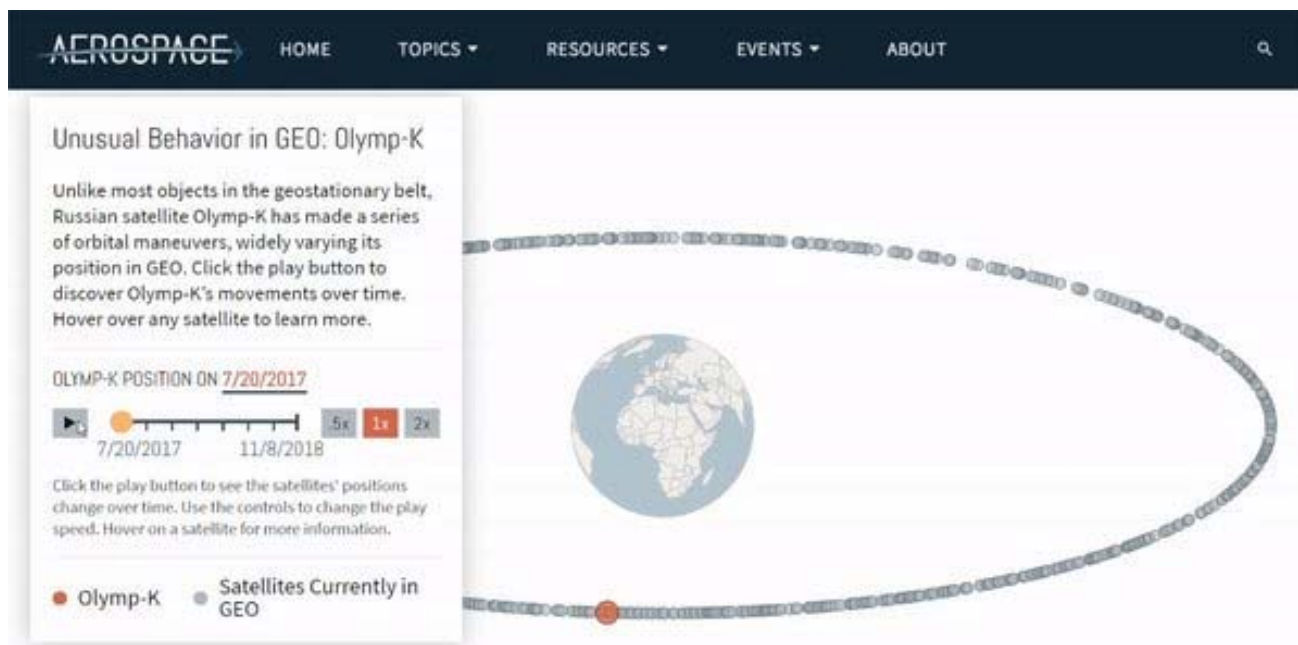 AEROSPACE HOME TOPICS RESOURCES EVENTS ABOUT
Unusual Behavior in GEO: Olymp-K
Unlike most objects in the geostationary belt,
Russian satellite Olymp-K has made a series
of orbital maneuvers, widely varying its
position in GEO. Click the play button to
discover Olymp-K's movements over time.
Hover over any satellite to learn more.
OLYMP-K POSITION ON 7/20/2017
.5x 1x 2x
7/20/2017 11/8/2018
Click the play button to see the satellites' positions
change over time. Use the controls to change the play
speed. Hover on a satellite for more information.
Olymp-K
Satellites Currently in
GEO